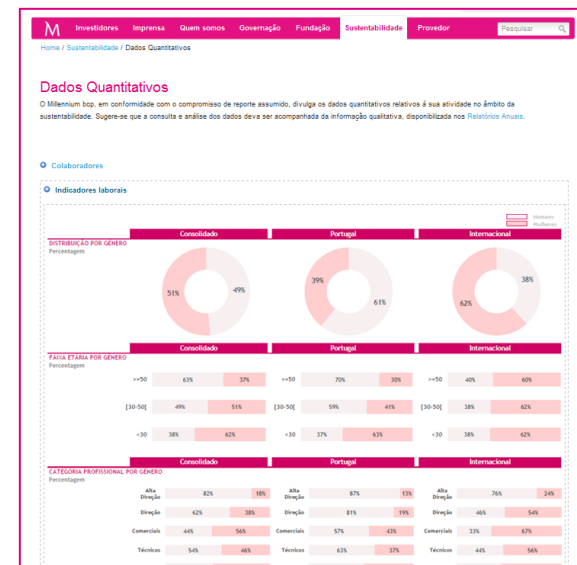 M Investidores Imprensa Quem somos Governação Fundação Sustentabilidade Provedor Pesquisar
Home / Sustentabilidade / Dados Quantitativos
Dados Quantitativos
O Millennium bcp, em conformidade com o compromisso de reporte assumido, divulga os dados quantitativos relativos à sua atividade no âmbito da
sustentabilidade. Sugere-se que a consulta e análise dos dados deva ser acompanhada da informação qualitativa, disponibilizada nos Relatórios Anuais.
Colaboradores
Indicadores laborais
Homens
Mulheres
Consolidado Portugal Internacional
DISTRIBUIÇÃO POR GÉNERO
Percentagem
51% 49% 39% 61% 62% 38%
Consolidado Portugal Internacional
FAIXA ETÁRIA POR GÉNERO
Percentagem
>=50 63% 37% >=50 70% 30% >=50 40% 60%
[30-50[ 49% 51% [30-50[ 59% 41% [30-50[ 38% 62%
<30 38% 62% <30 37% 63% <30 38% 62%
Consolidado Portugal Internacional
CATEGORIA PROFISSIONAL POR GÉNERO
Percentagem
Alta Direção 82% 18% Alta Direção 87% 13% Alta Direção 76% 24%
Direção 62% 38% Direção 81% 19% Direção 46% 54%
Comerciais 44% 56% Comerciais 57% 43% Comerciais 33% 67%
Técnicos 54% 46% Técnicos 63% 37% Técnicos 44% 56%